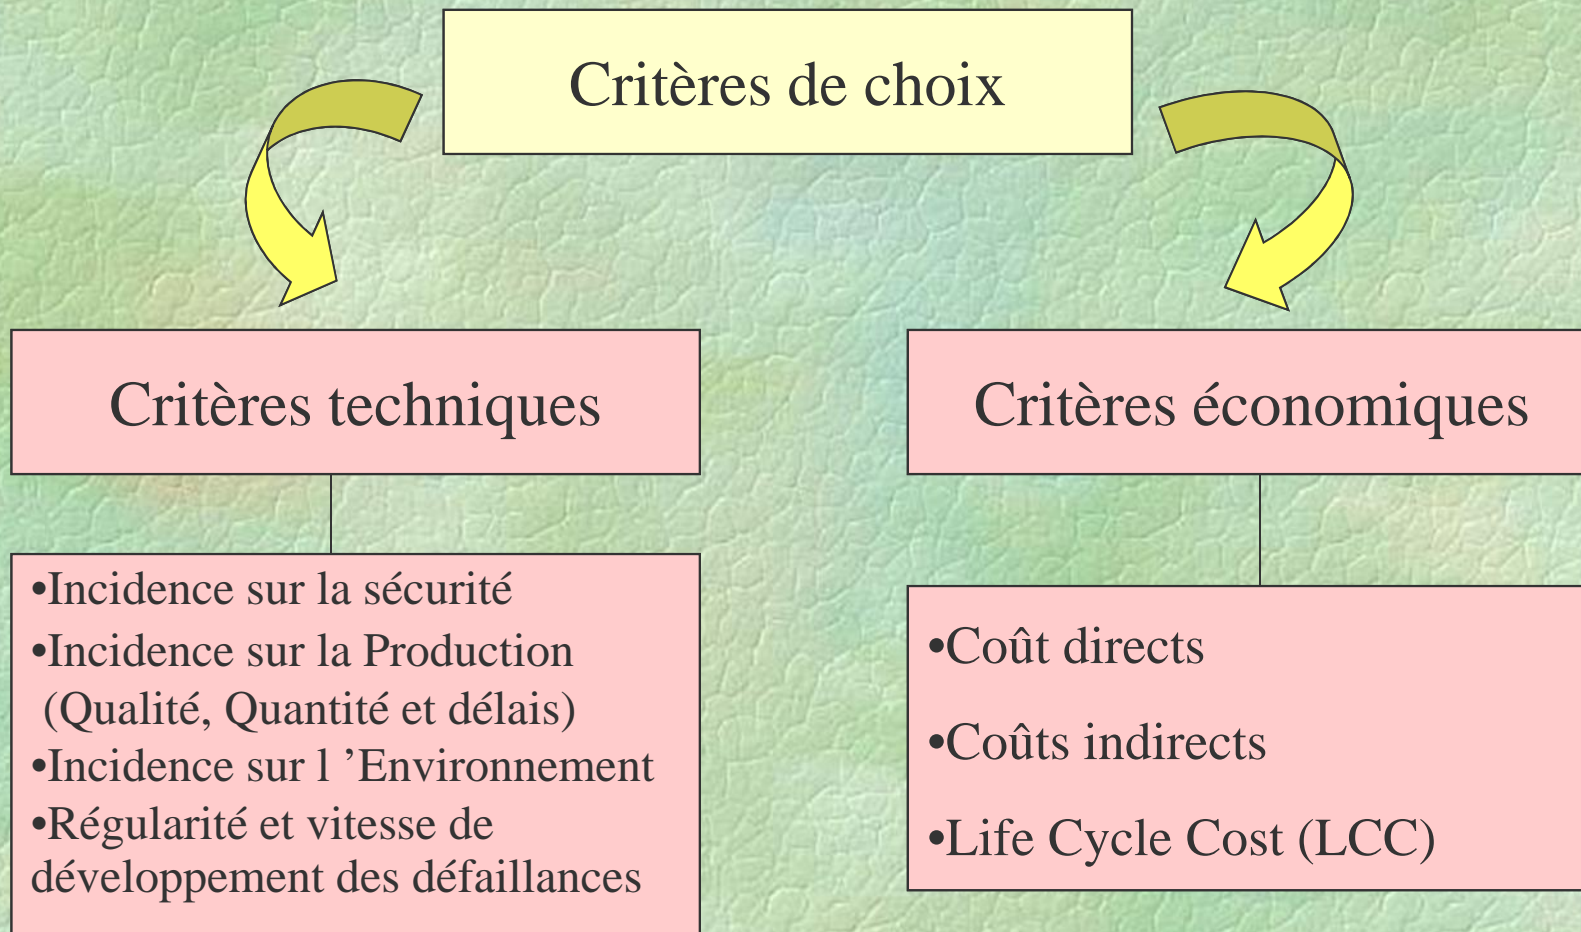 Critères de choix
Critères techniques
•Incidence sur la sécurité
•Incidence sur la Production
(Qualité, Quantité et délais)
•Incidence sur l ’Environnement
•Régularité et vitesse de
développement des défaillances
Critères économiques
•Coût directs
•Coûts indirects
•Life Cycle Cost (LCC)